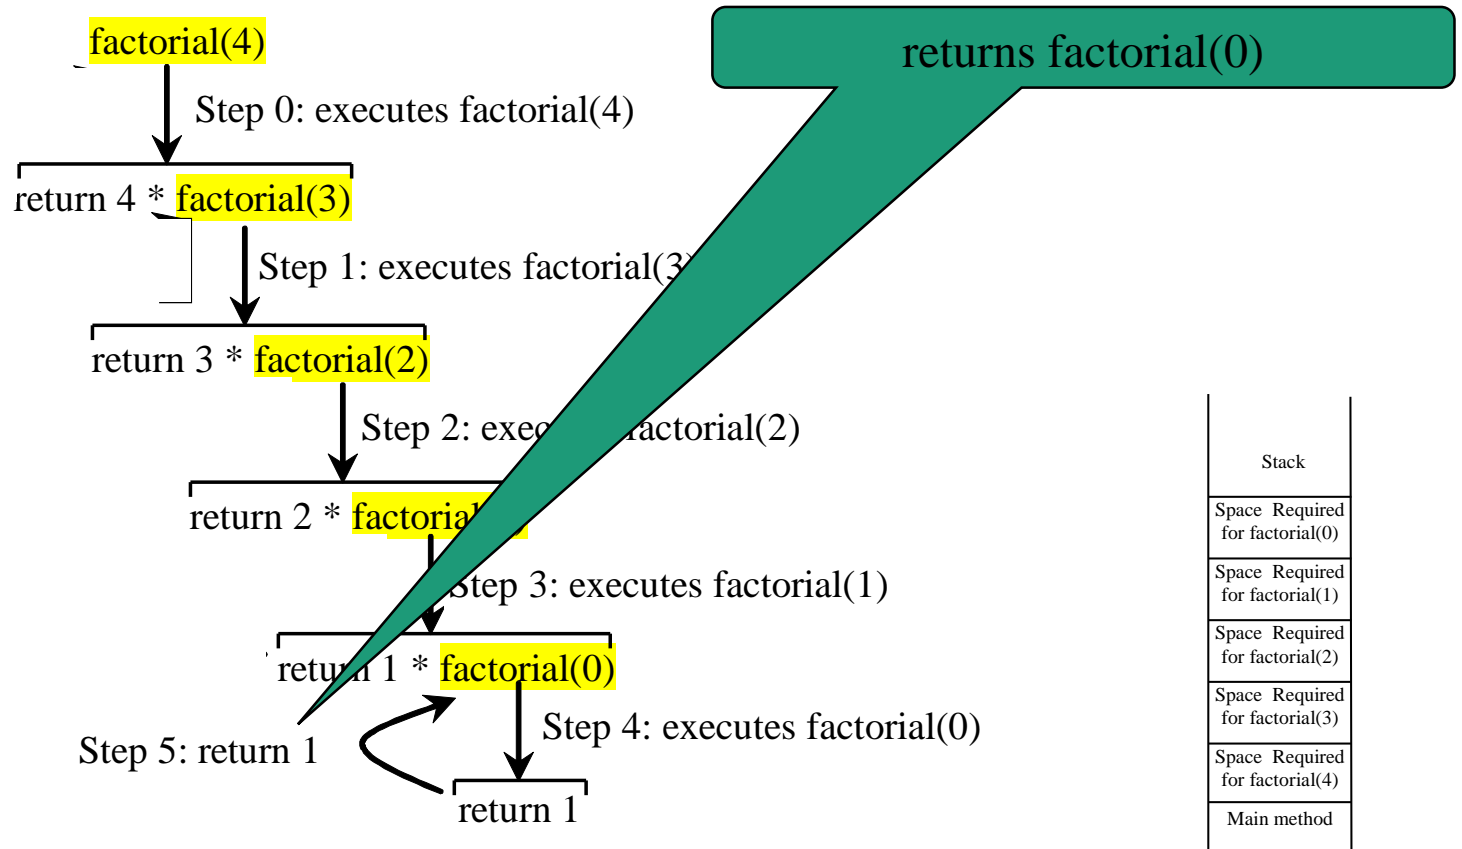 factorial(4)
returns factorial(0)
Step 0: executes factorial(4)
return 4 * factorial(3)
Step 1: executes factorial(3)
return 3 * factorial(2)
Step 2: factorial(2)
return 2 *
Step 3: executes factorial(1)
return 1 * factorial(0)
Step 4: executes factorial(0)
Step 5: return 1
return 1
Stack
Space Required
for factorial(0)
Space Required
for factorial(1)
Space Required
for factorial(2)
Space Required
for factorial(3)
Space Required
for factorial(4)
Main method